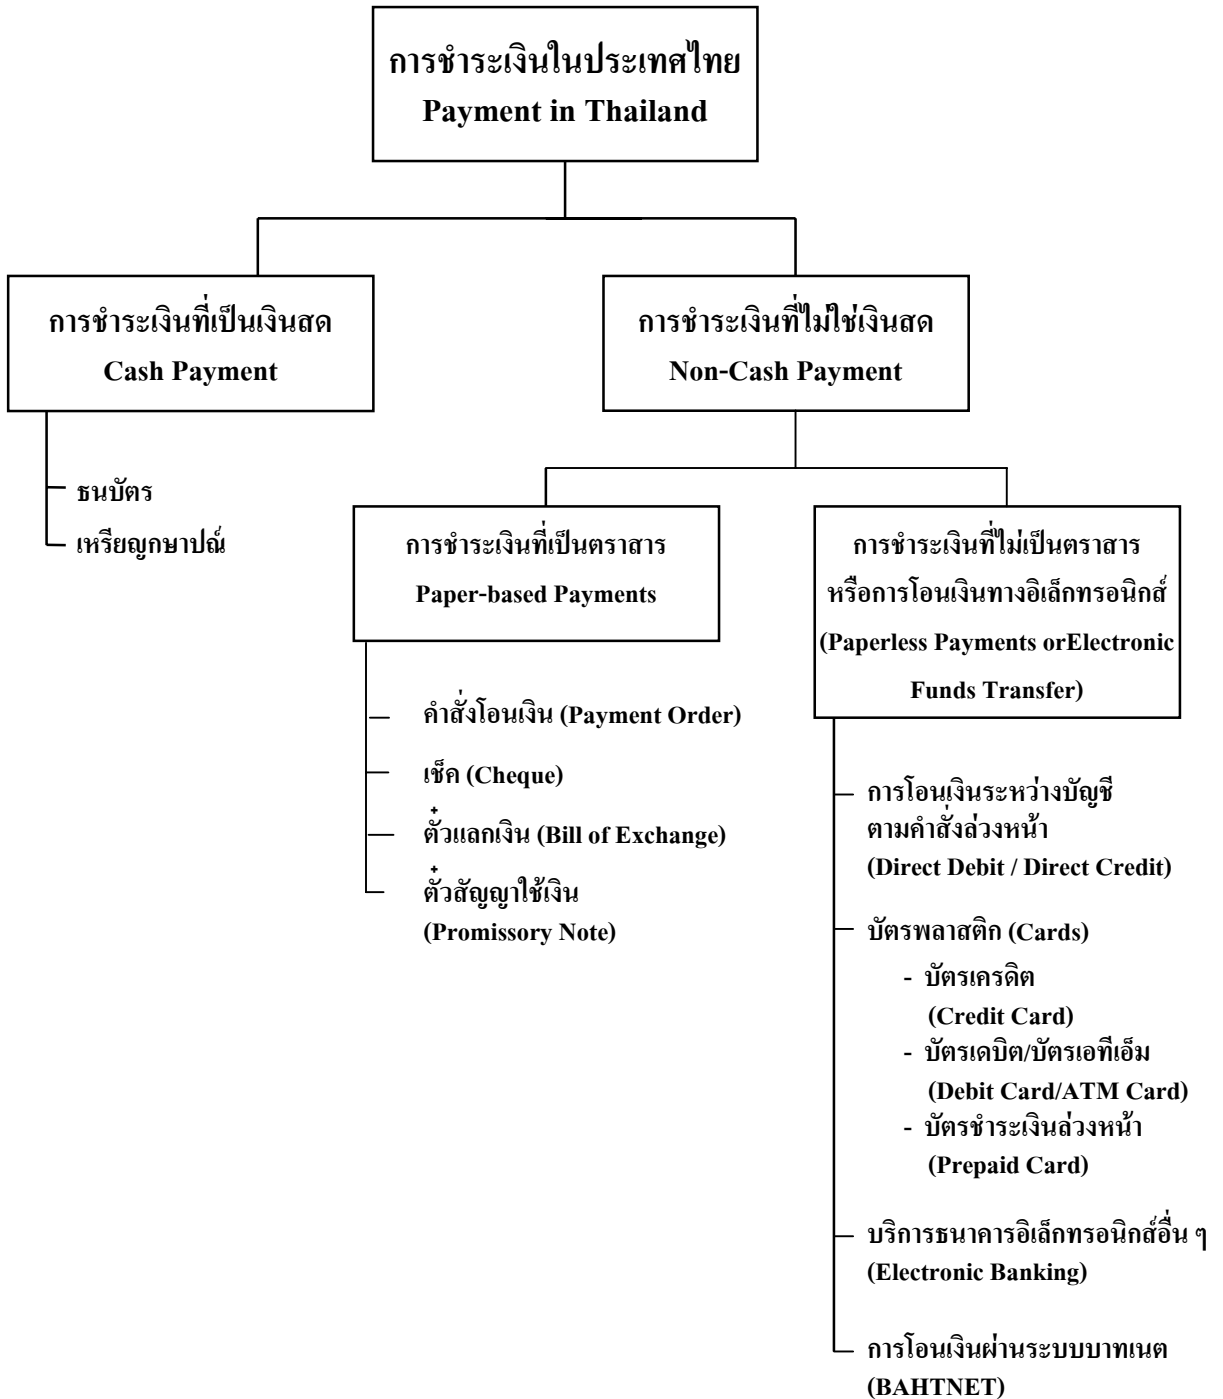 การชำระเงินในประเทศไทย
Payment in Thailand
การชำระเงินที่เป็นเงินสด
Cash Payment
ธนบัตร
เหรียญกษาปณ์
การชำระเงินที่ไม่ใช่เงินสด
Non-Cash Payment
การชำระเงินที่เป็นตราสาร
Paper-based Payments
คำสั่งโอนเงิน (Payment Order)
เช็ค (Cheque)
ตั๋วแลกเงิน (Bill of Exchange)
ตั๋วสัญญาใช้เงิน
(Promissory Note)
การชำระเงินที่ไม่เป็นตราสาร
หรือการโอนเงินทางอิเล็กทรอนิกส์
(Paperless Payments orElectronic
Funds Transfer)
การโอนเงินระหว่างบัญชี
ตามคำสั่งล่วงหน้า
(Direct Debit / Direct Credit)
บัตรพลาสติก (Cards)
- บัตรเครดิต
(Credit Card)
- บัตรเดบิต/บัตรเอทีเอ็ม
(Debit Card/ATM Card)
- บัตรชำระเงินล่วงหน้า
(Prepaid Card)
บริการธนาคารอิเล็กทรอนิกส์อื่น ๆ
(Electronic Banking)
การโอนเงินผ่านระบบบาทเนต
(BAHTNET)